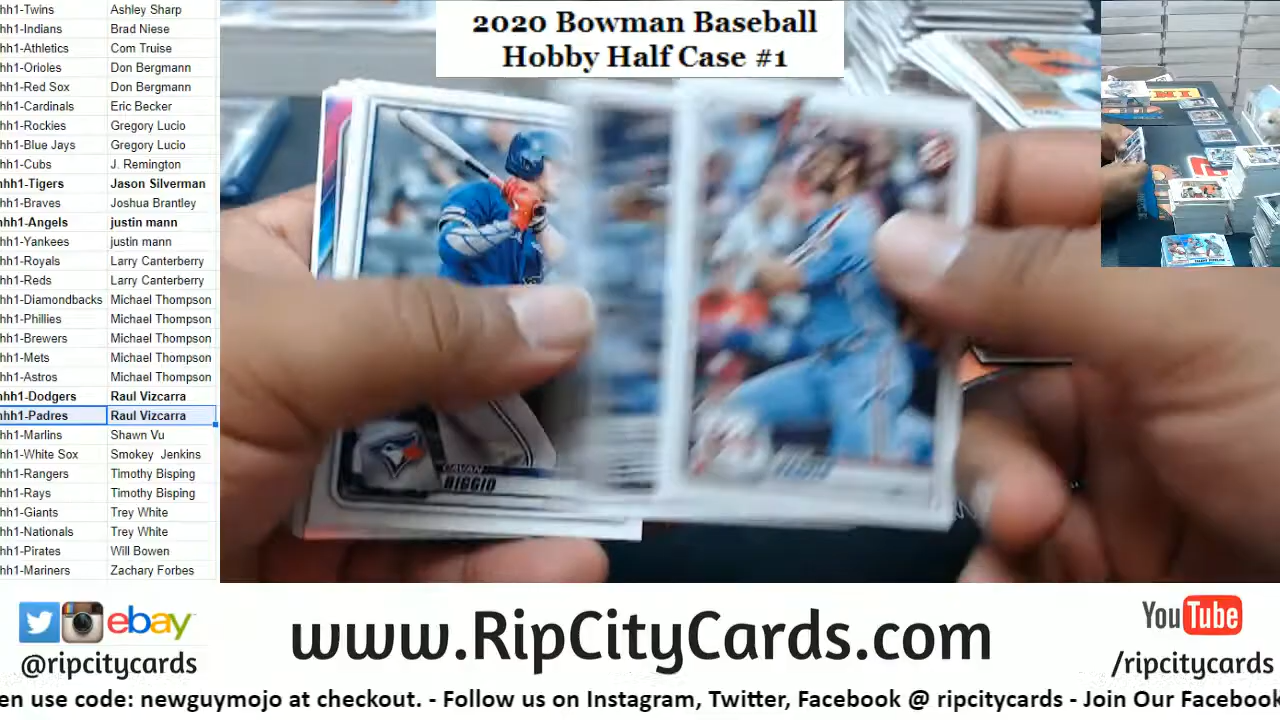 hh1-Twins Ashley Sharp
hh1-Indians Brad Niese
hh1-Athletics Com Truise
hh1-Orioles Don Bergmann
hh1-Red Sox Don Bergmann
hh1-Cardinals Eric Becker
hh1-Rockies Gregory Lucio
hh1-Blue Jays Gregory Lucio
hh1-Cubs J. Remington
hh1-Tigers Jason Silverman
hh1-Braves Joshua Brantley
hh1-Angels justin mann
hh1-Yankees justin mann
hh1-Royals Larry Canterberry
hh1-Reds Larry Canterberry
hh1-Diamondbacks Michael Thompson
hh1-Phillies Michael Thompson
hh1-Brewers Michael Thompson
hh1-Mets Michael Thompson
hh1-Astros Michael Thompson
hh1-Dodgers Raul Vizcarra
hh1-Padres Raul Vizcarra
hh1-Marlins Shawn Vu
hh1-White Sox Smokey Jenkins
hh1-Rangers Timothy Bisping
hh1-Rays Timothy Bisping
hh1-Giants Trey White
hh1-Nationals Trey White
hh1-Pirates Will Bowen
hh1-Mariners Zachary Forbes
2020 Bowman Baseball
Hobby Half Case #1
CAVAN
BIGGIO
ebay
@ripcitycards
www.RipCityCards.com
YouTube
/ripcitycards
en use code: newguymojo at checkout. - Follow us on Instagram, Twitter, Facebook @ ripcitycards - Join Our Facebook